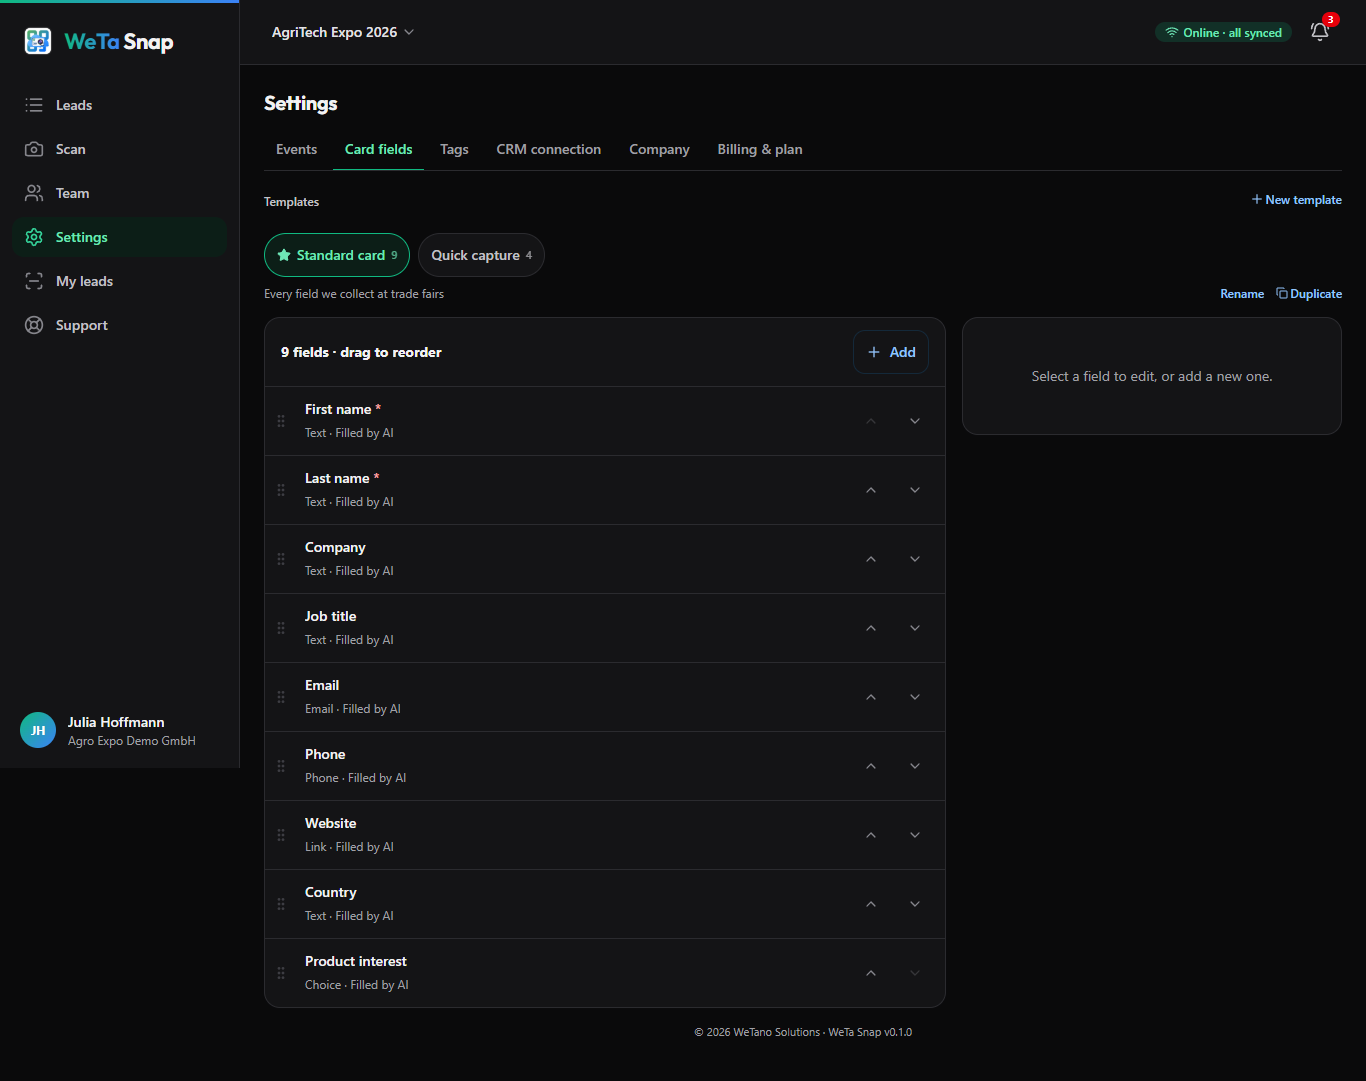 WeTa Snap
AgriTech Expo 2026
Online · all synced
3
Leads
Scan
Team
Settings
My leads
Support
Settings
Events
Card fields
Tags
CRM connection
Company
Billing & plan
Templates
+ New template
Standard card 9
Quick capture 4
Every field we collect at trade fairs
Rename
Duplicate
9 fields · drag to reorder
+ Add
Select a field to edit, or add a new one.
First name *
Text · Filled by AI
Last name *
Text · Filled by AI
Company
Text · Filled by AI
Job title
Text · Filled by AI
Email
Email · Filled by AI
Phone
Phone · Filled by AI
Website
Link · Filled by AI
Country
Text · Filled by AI
Product interest
Choice · Filled by AI
JH
Julia Hoffmann
Agro Expo Demo GmbH
© 2026 WeTano Solutions · WeTa Snap v0.1.0